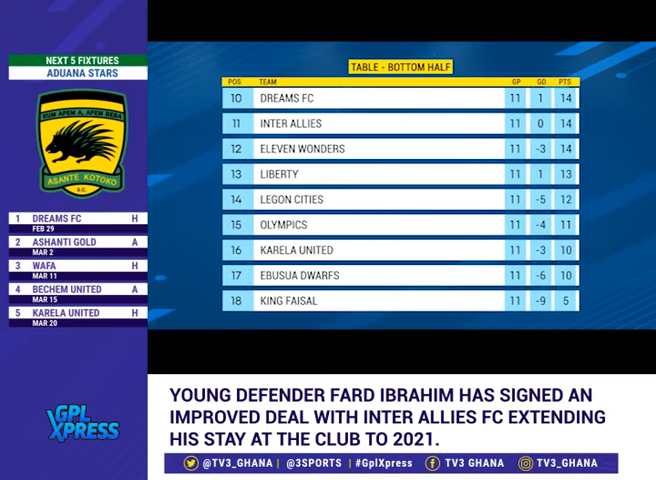 NEXT 5 FIXTURES
ADUANA STARS
KUM APEM A, APEM BEBA
ASANTE KOTOKO
S.C.
1 DREAMS FC H
FEB 29
2 ASHANTI GOLD A
MAR 2
3 WAFA H
MAR 11
4 BECHEM UNITED A
MAR 15
5 KARELA UNITED H
MAR 20
GPL
XPRESS
TABLE - BOTTOM HALF
POS TEAM GP GD PTS
10 DREAMS FC 11 1 14
11 INTER ALLIES 11 0 14
12 ELEVEN WONDERS 11 -3 14
13 LIBERTY 11 1 13
14 LEGON CITIES 11 -5 12
15 OLYMPICS 11 -4 11
16 KARELA UNITED 11 -3 10
17 EBUSUA DWARFS 11 -6 10
18 KING FAISAL 11 -9 5
YOUNG DEFENDER FARD IBRAHIM HAS SIGNED AN
IMPROVED DEAL WITH INTER ALLIES FC EXTENDING
HIS STAY AT THE CLUB TO 2021.
@TV3_GHANA | @3SPORTS | #GplXpress TV3 GHANA TV3_GHANA